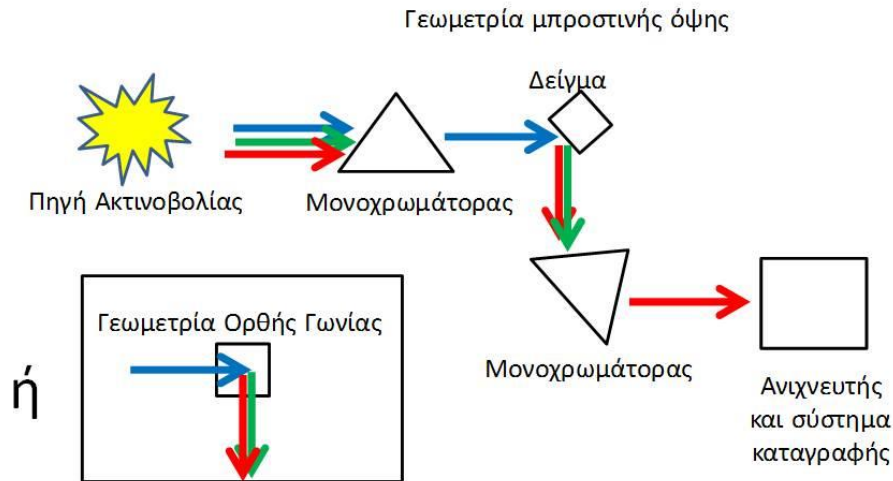 Γεωμετρία μπροστινής όψης
Δείγμα
Πηγή Ακτινοβολίας
Μονοχρωμάτορας
Γεωμετρία Ορθής Γωνίας
ή
Μονοχρωμάτορας
Ανιχνευτής
και σύστημα
καταγραφής